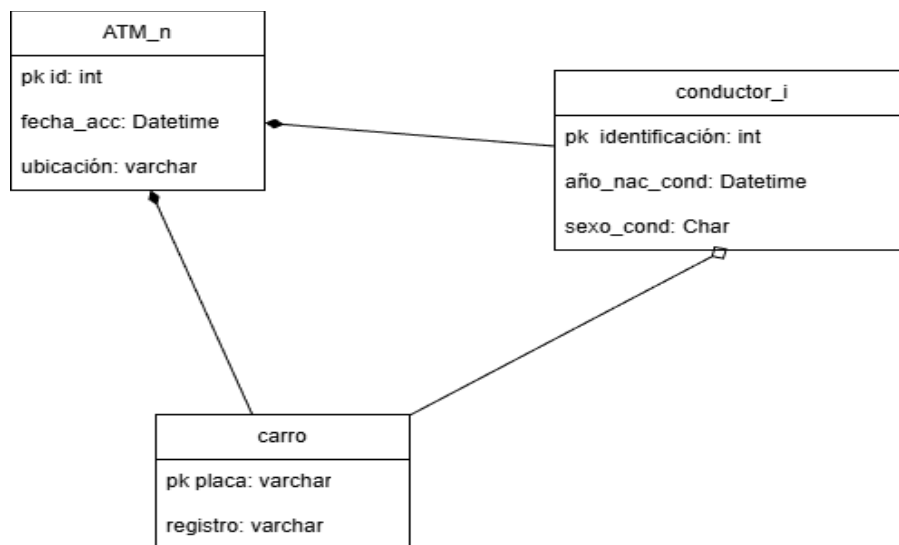 ATM_n
pk id: int
fecha_acc: Datetime
ubicación: varchar
conductor_i
pk identificación: int
año_nac_cond: Datetime
sexo_cond: Char
carro
pk placa: varchar
registro: varchar